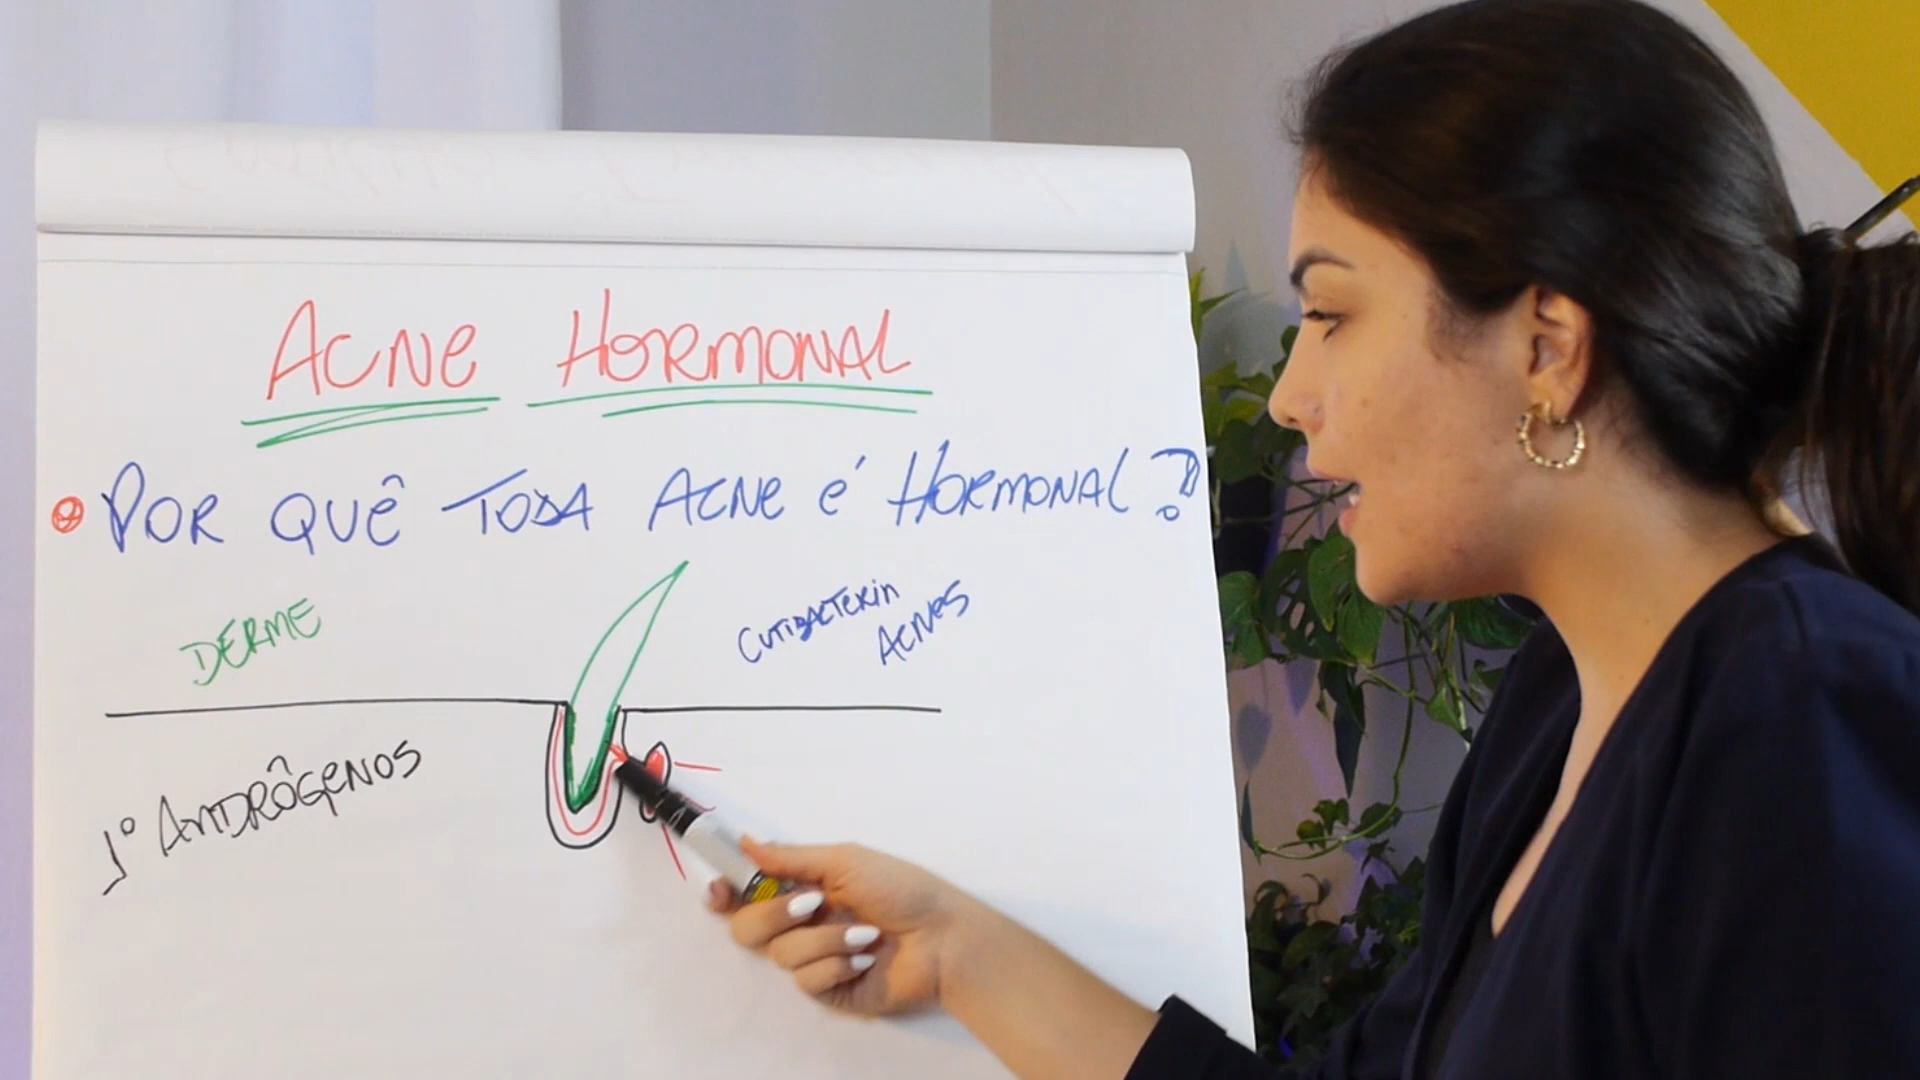 ACNE HORMONAL
POR QUÊ TODA ACNE É HORMONAL?
DERME
CUTIBACTERIN
ACNES
1º ANDRÔGENOS